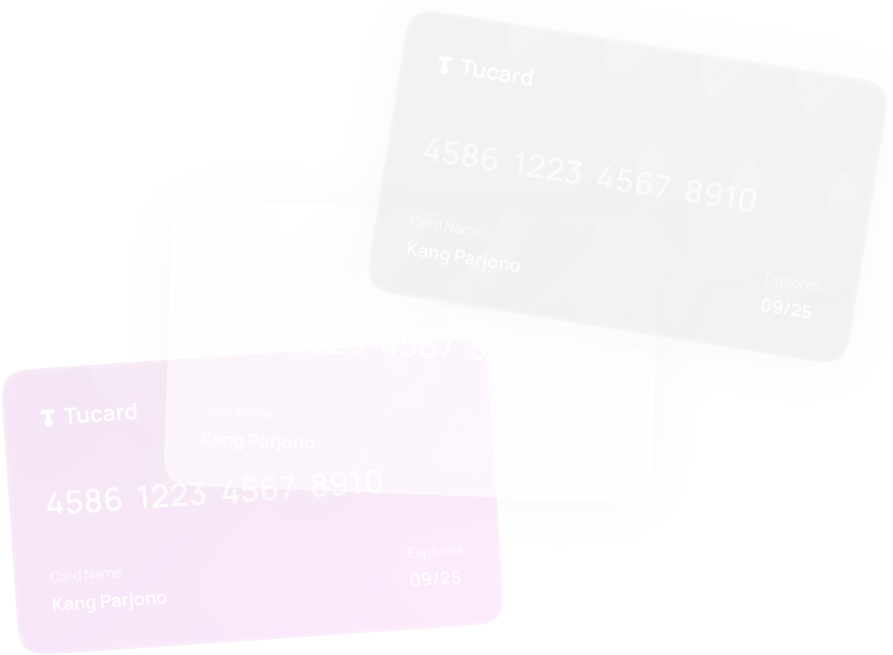 Tucard
4586 1223 4567 8910
Card Name
Kang Parjono
Explores
09/25
4567
Card Name
Kang Parjono
Tucard
4586 1223 4567 8910
Card Name
Kang Parjono
Explores
09/25